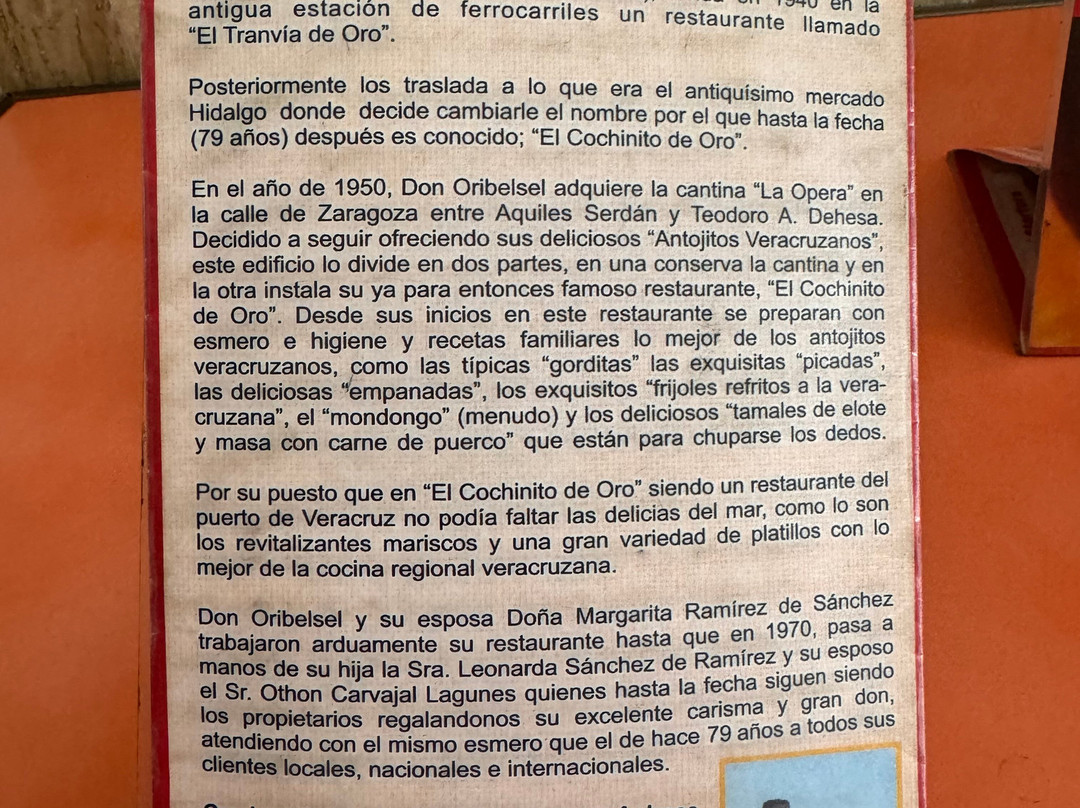 1940 en la
antigua estación de ferrocarriles un restaurante llamado
“El Tranvía de Oro”.
Posteriormente los traslada a lo que era el antiquísimo mercado
Hidalgo donde decide cambiarle el nombre por el que hasta la fecha
(79 años) después es conocido; “El Cochinito de Oro”.
En el año de 1950, Don Oribelsel adquiere la cantina “La Opera” en
la calle de Zaragoza entre Aquiles Serdán y Teodoro A. Dehesa.
Decidido a seguir ofreciendo sus deliciosos “Antojitos Veracruzanos”,
este edificio lo divide en dos partes, en una conserva la cantina y en
la otra instala su ya para entonces famoso restaurante, “El Cochinito
de Oro”. Desde sus inicios en este restaurante se preparan con
esmero e higiene y recetas familiares lo mejor de los antojitos
veracruzanos, como las típicas “gorditas” las exquisitas “picadas”,
las deliciosas “empanadas”, los exquisitos “frijoles refritos a la vera-
cruzana”, el “mondongo” (menudo) y los deliciosos “tamales de elote
y masa con carne de puerco” que están para chuparse los dedos.
Por su puesto que en “El Cochinito de Oro” siendo un restaurante del
puerto de Veracruz no podía faltar las delicias del mar, como lo son
los revitalizantes mariscos y una gran variedad de platillos con lo
mejor de la cocina regional veracruzana.
Don Oribelsel y su esposa Doña Margarita Ramírez de Sánchez
trabajaron arduamente su restaurante hasta que en 1970, pasa a
manos de su hija la Sra. Leonarda Sánchez de Ramírez y su esposo
el Sr. Othon Carvajal Lagunes quienes hasta la fecha siguen siendo
los propietarios regalandonos su excelente carisma y gran don,
atendiendo con el mismo esmero que el de hace 79 años a todos sus
clientes locales, nacionales e internacionales.